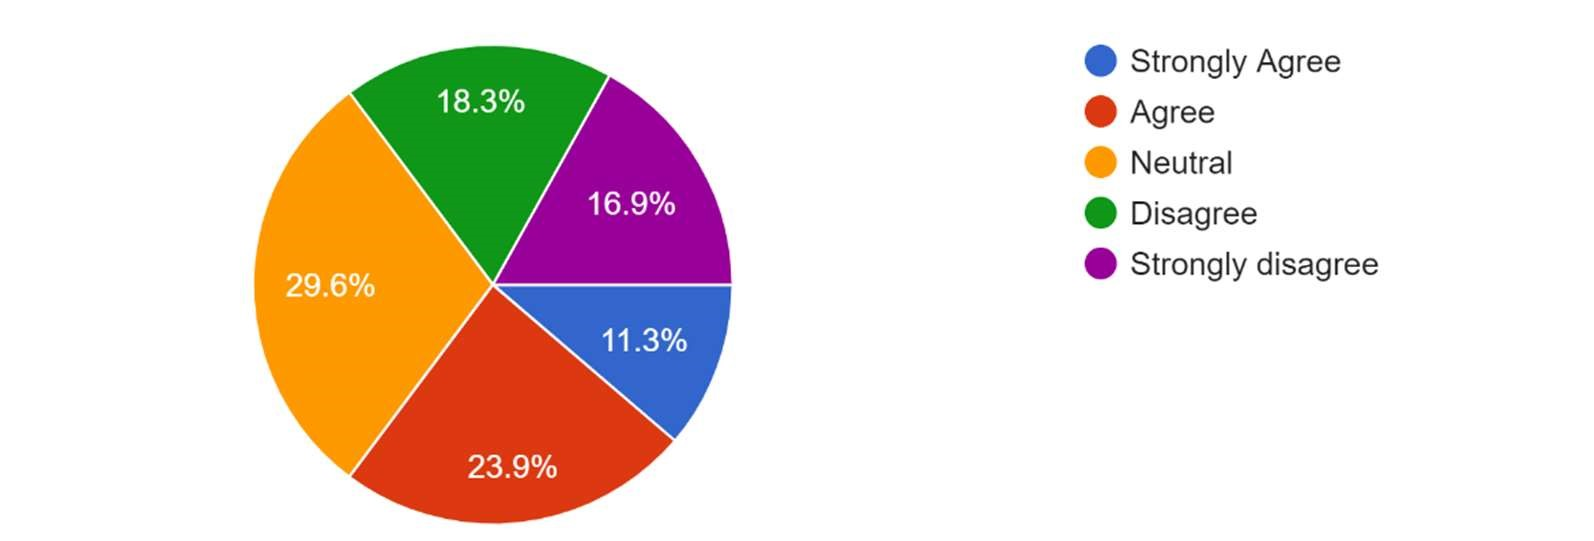 18.3%
16.9%
29.6%
11.3%
23.9%
Strongly Agree
Agree
Neutral
Disagree
Strongly disagree